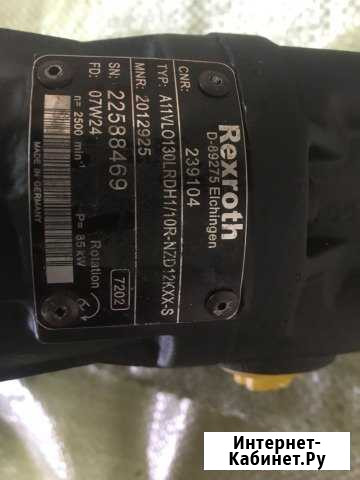 Rexroth
D-89275 Elchingen
CNR: 239104
TYP: A11VLO130LRDH1/10R-NZD12KXX-S
MNR: 2012925
SN: 22588469
FD: 07W24
Rotation
7202
n= 2500 min-1
P= 85 kW
MADE IN GERMANY
Интернет-
Кабинет.Ру